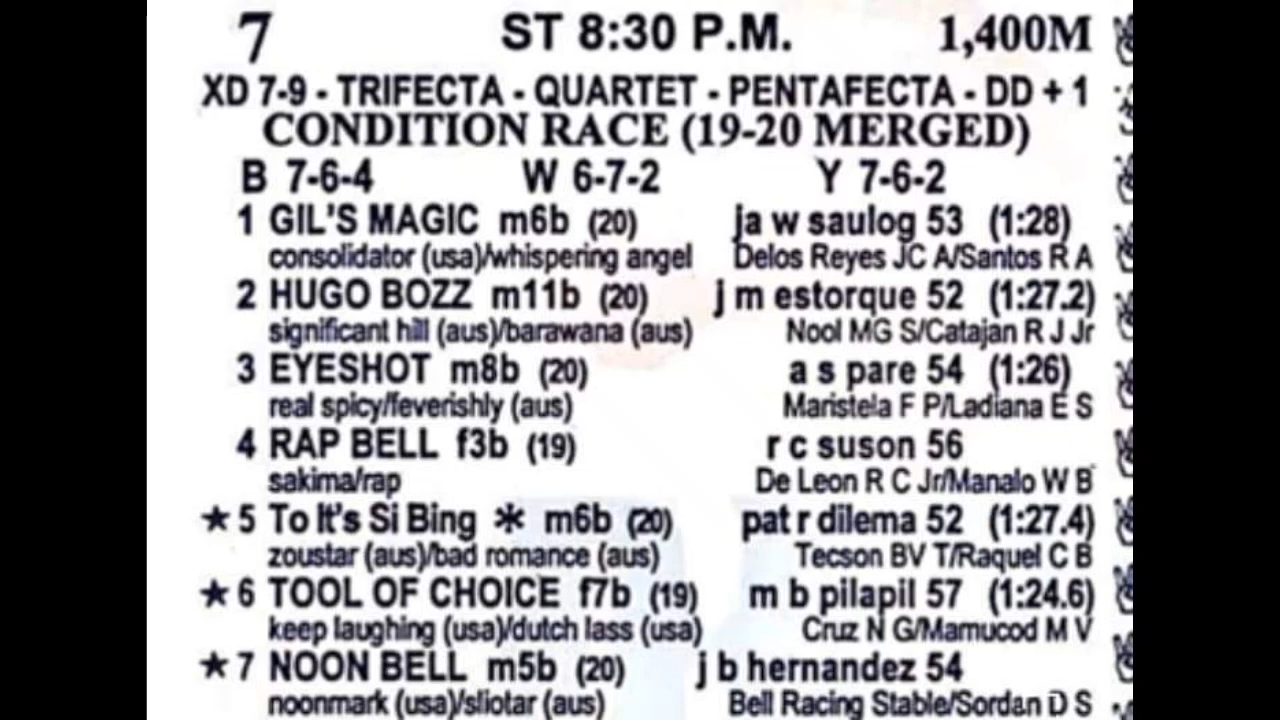 7 ST 8:30 P.M. 1,400M
XD 7-9 - TRIFECTA - QUARTET - PENTAFECTA - DD + 1
CONDITION RACE (19-20 MERGED)
B 7-6-4 W 6-7-2 Y 7-6-2
1 GIL'S MAGIC m6b (20) ja w saulog 53 (1:28)
consolidator (usa)/whispering angel Delos Reyes JC A/Santos R A
2 HUGO BOZZ m11b (20) j m estorque 52 (1:27.2)
significant hill (aus)/barawana (aus) Nool MG S/Catajan R J Jr
3 EYESHOT m8b (20) a s pare 54 (1:26)
real spicy/feverishly (aus) Maristela F P/Ladiana E S
4 RAP BELL f3b (19) r c suson 56
sakima/rap De Leon R C Jr/Manalo W B
★ 5 To It's Si Bing * m6b (20) pat r dilema 52 (1:27.4)
zoustar (aus)/bad romance (aus) Tecson BV T/Raquel C B
★ 6 TOOL OF CHOICE f7b (19) m b pilapil 57 (1:24.6)
keep laughing (usa)/dutch lass (usa) Cruz N G/Mamucod M V
★ 7 NOON BELL m5b (20) j b hernandez 54
noonmark (usa)/sliotar (aus) Bell Racing Stable/Sordan D S